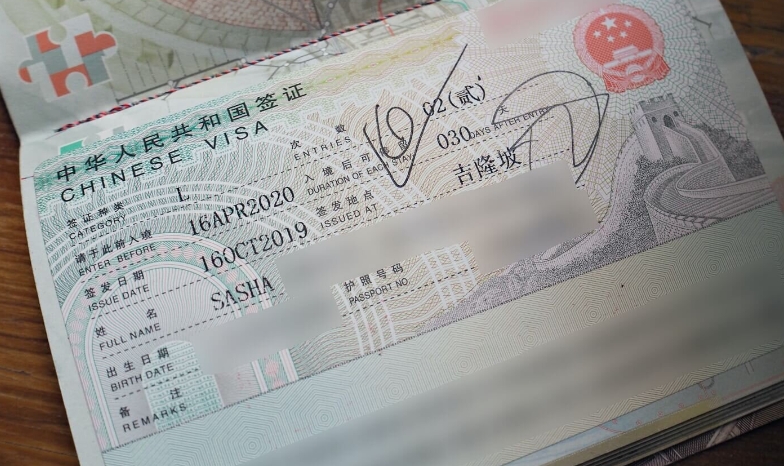 中华人民共和国签证
CHINESE VISA
签证种类 L 次数 02(贰)
CATEGORY ENTRIES
请于此前入境 16APR2020 入境后可 030 天
ENTER BEFORE DURATION OF EACH STAY DAYS AFTER ENTRY
签发日期 16OCT2019 签发地点 吉隆坡
ISSUE DATE ISSUED AT
姓名 SASHA
FULL NAME
护照号码
PASSPORT NO.
出生日期
BIRTH DATE
备注
REMARKS